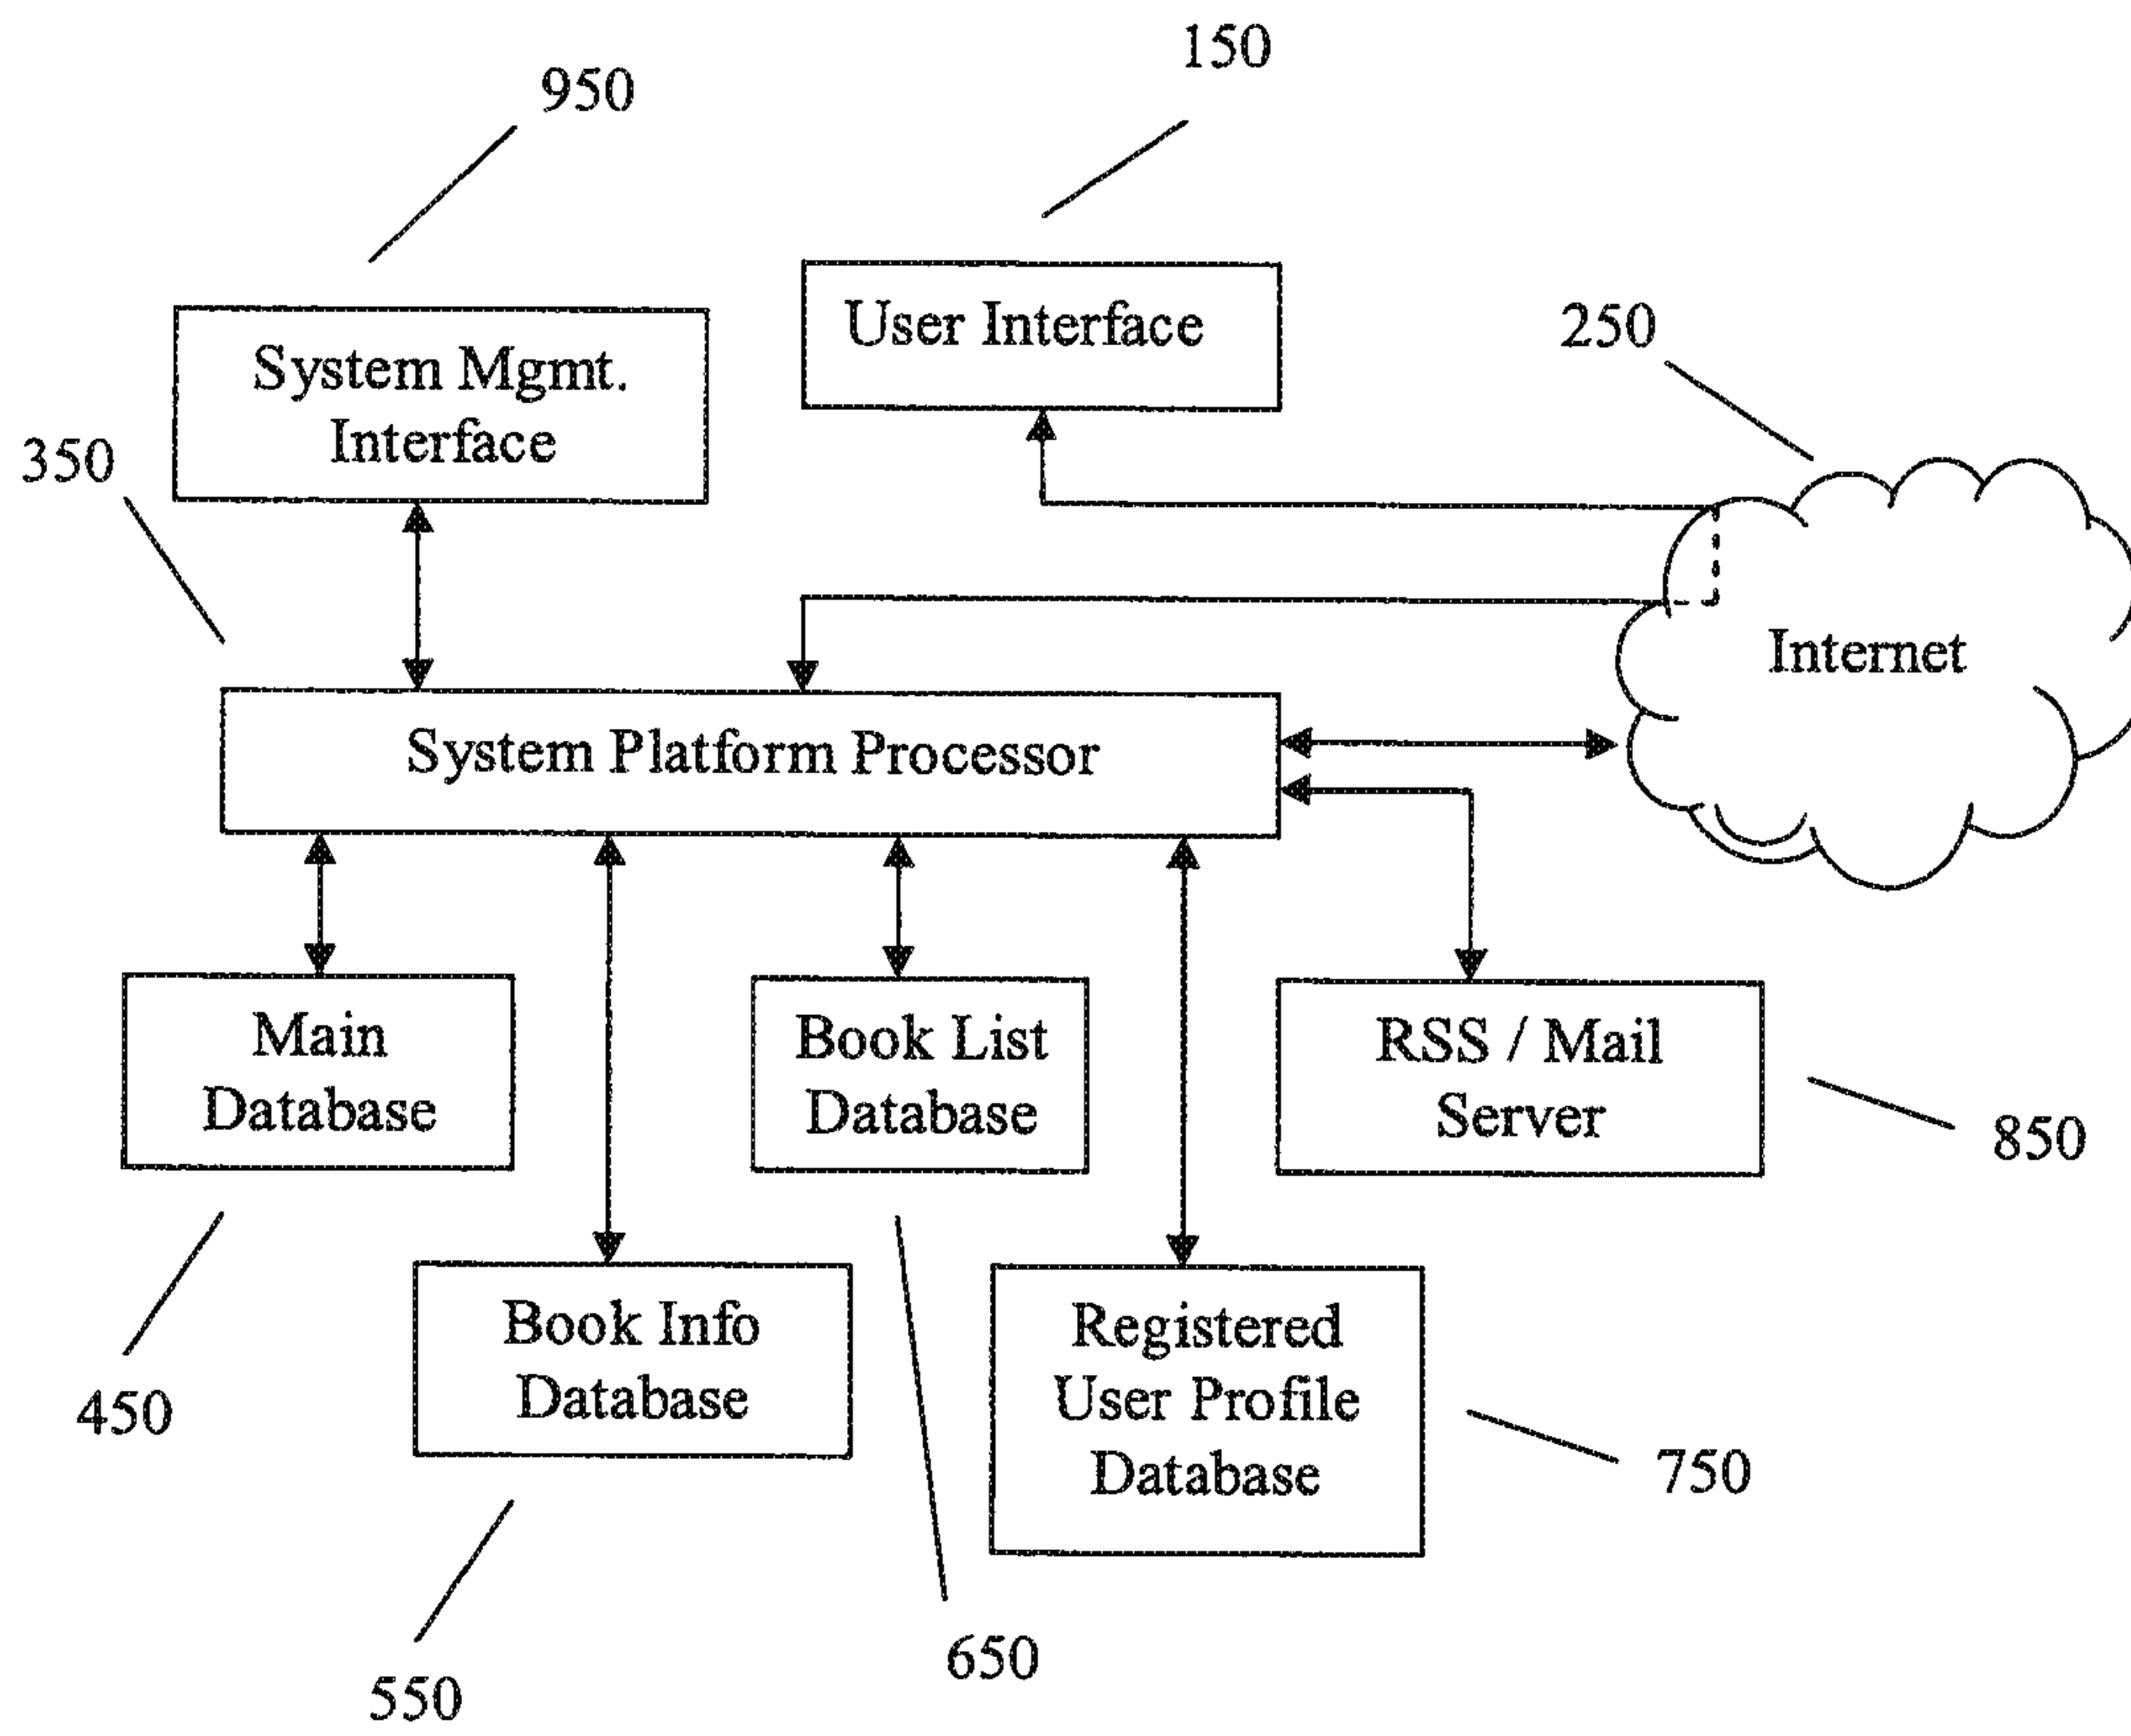 150
950
User Interface
250
System Mgmt.
Interface
350
Internet
System Platform Processor
Main
Database
Book List
Database
RSS / Mail
Server
850
Book Info
Database
Registered
User Profile
Database
450
750
650
550